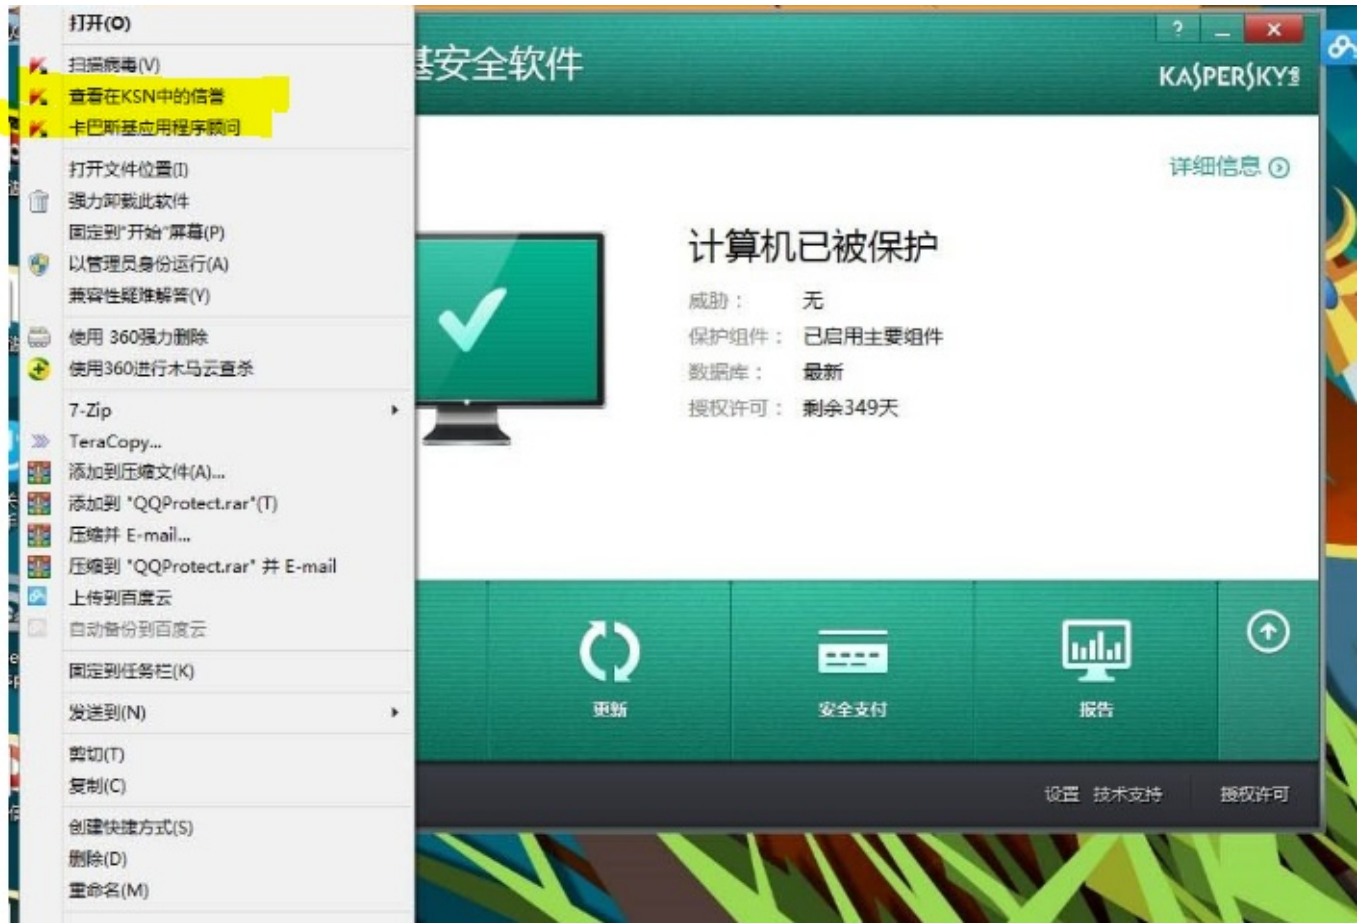 打开(O)
扫描病毒(V)
查看在KSN中的信誉
卡巴斯基应用程序顾问
打开文件位置(I)
强力卸载此软件
固定到"开始"屏幕(P)
以管理员身份运行(A)
兼容性疑难解答(Y)
使用 360强力删除
使用360进行木马云查杀
7-Zip
TeraCopy...
添加到压缩文件(A)...
添加到 "QQProtect.rar"(T)
压缩并 E-mail...
压缩到 "QQProtect.rar" 并 E-mail
上传到百度云
自动备份到百度云
固定到任务栏(K)
发送到(N)
剪切(T)
复制(C)
创建快捷方式(S)
删除(D)
重命名(M)
基安全软件
?
KASPERSKY
详细信息
计算机已被保护
威胁： 无
保护组件： 已启用主要组件
数据库： 最新
授权许可： 剩余349天
更新
安全支付
报告
设置 技术支持 授权许可